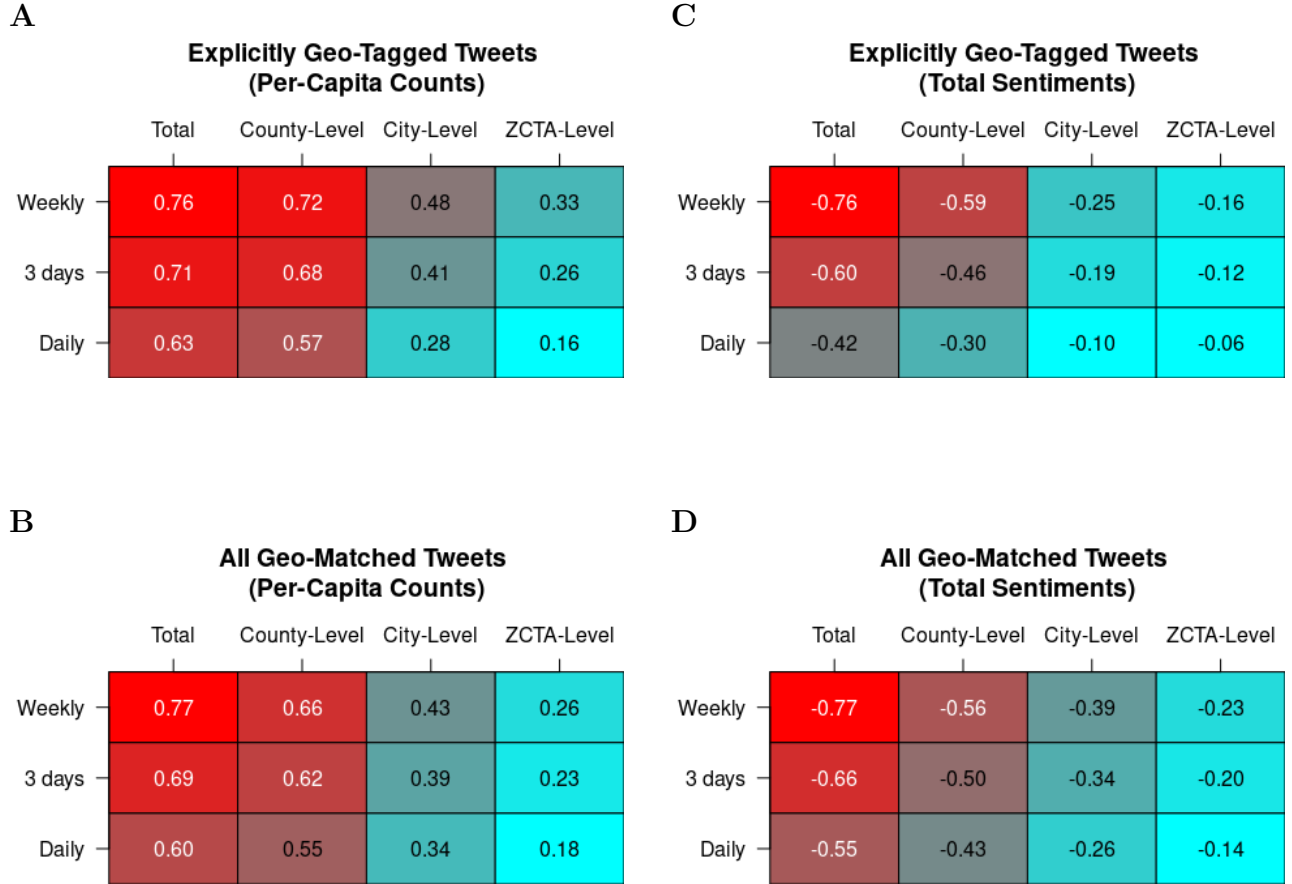 A
Explicitly Geo-Tagged Tweets
(Per-Capita Counts)
Total County-Level City-Level ZCTA-Level
Weekly 0.76 0.72 0.48 0.33
3 days 0.71 0.68 0.41 0.26
Daily 0.63 0.57 0.28 0.16
C
Explicitly Geo-Tagged Tweets
(Total Sentiments)
Total County-Level City-Level ZCTA-Level
Weekly -0.76 -0.59 -0.25 -0.16
3 days -0.60 -0.46 -0.19 -0.12
Daily -0.42 -0.30 -0.10 -0.06
B
All Geo-Matched Tweets
(Per-Capita Counts)
Total County-Level City-Level ZCTA-Level
Weekly 0.77 0.66 0.43 0.26
3 days 0.69 0.62 0.39 0.23
Daily 0.60 0.55 0.34 0.18
D
All Geo-Matched Tweets
(Total Sentiments)
Total County-Level City-Level ZCTA-Level
Weekly -0.77 -0.56 -0.39 -0.23
3 days -0.66 -0.50 -0.34 -0.20
Daily -0.55 -0.43 -0.26 -0.14